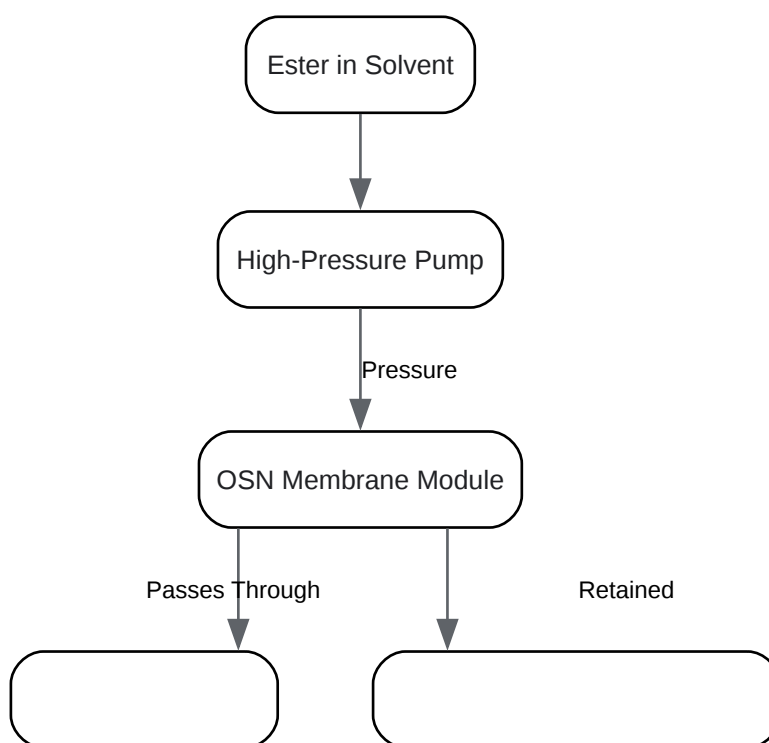 Ester in Solvent
High-Pressure Pump
Pressure
OSN Membrane Module
Passes Through
Retained